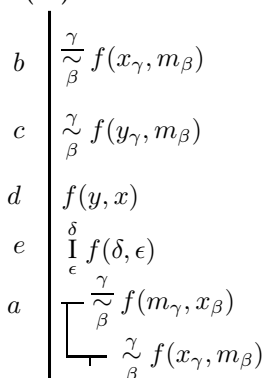 b γ ∼ β f(x_γ, m_β)
c γ ∼ β f(y_γ, m_β)
d f(y, x)
e δ I ϵ f(δ, ϵ)
a γ ∼ β f(m_γ, x_β)
γ ∼ β f(x_γ, m_β)